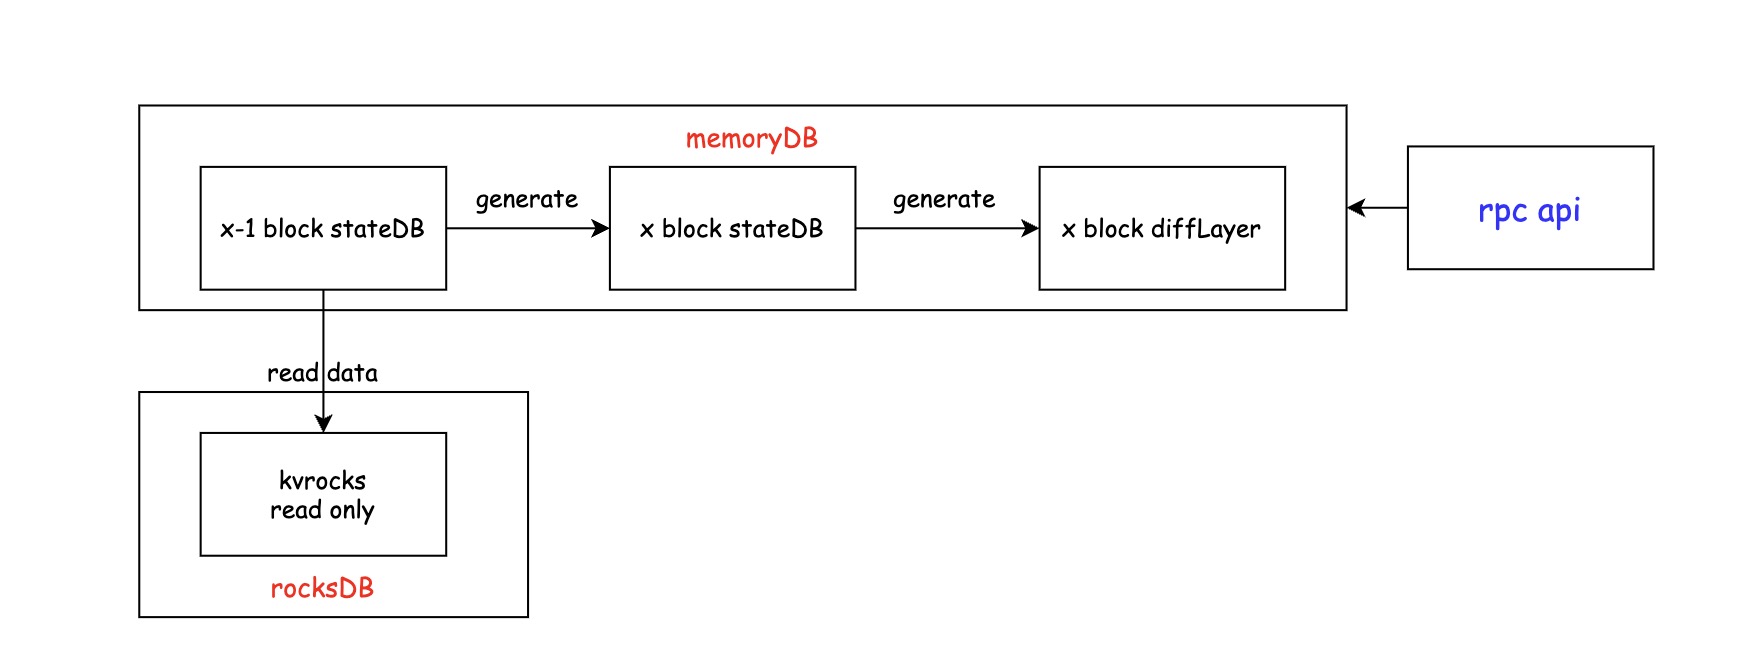 memoryDB
x-1 block stateDB
generate
x block stateDB
generate
x block diffLayer
rpc api
read data
kvrocks
read only
rocksDB